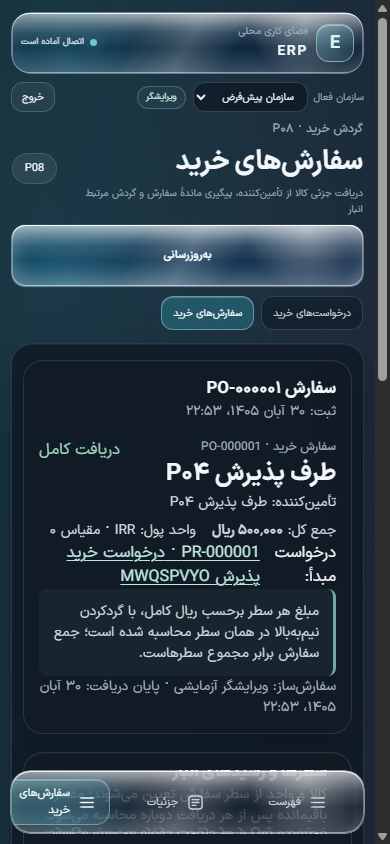 فضای کاری محلی
ERP
E
اتصال آماده است
سازمان فعال
سازمان پیش‌فرض
ویرایشگر
خروج
گردش خرید · P۰۸
سفارش‌های خرید
P08
دریافت جزئی کالا از تأمین‌کننده، پیگیری ماندهٔ سفارش و گردش مرتبط
انبار
به‌روزرسانی
درخواست‌های خرید
سفارش‌های خرید
سفارش PO-۰۰۰۰۰۱
ثبت: ۳۰ آبان ۱۴۰۵، ۲۲:۵۳
سفارش خرید · PO-000001
دریافت کامل
طرف پذیرش P۰۴
تأمین‌کننده: طرف پذیرش P۰۴
جمع کل: ۵۰۰٬۰۰۰ ریال واحد پول: IRR · مقیاس ۰
درخواست مبدأ:
PR-000001 · درخواست خرید
پذیرش MWQSPVYO
مبلغ هر سطر برحسب ریال کامل، با گردکردن
نیم‌به‌بالا در همان سطر محاسبه شده است؛ جمع
سفارش برابر مجموع سطرهاست.
سفارش‌ساز: ویرایشگر آزمایشی · پایان دریافت: ۳۰ آبان
۱۴۰۵، ۲۲:۵۳
سطرها و رسیدهای انبار
فهرست
جزئیات
سفارش‌های
خرید